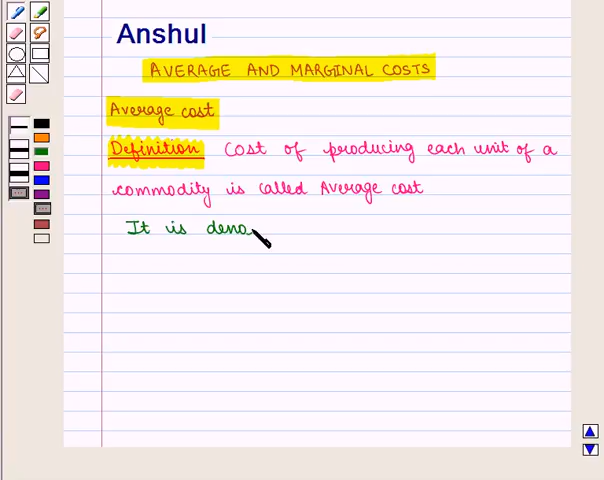 Anshul
AVERAGE AND MARGINAL COSTS
Average cost
Definition Cost of producing each unit of a
commodity is called Average cost
It is deno